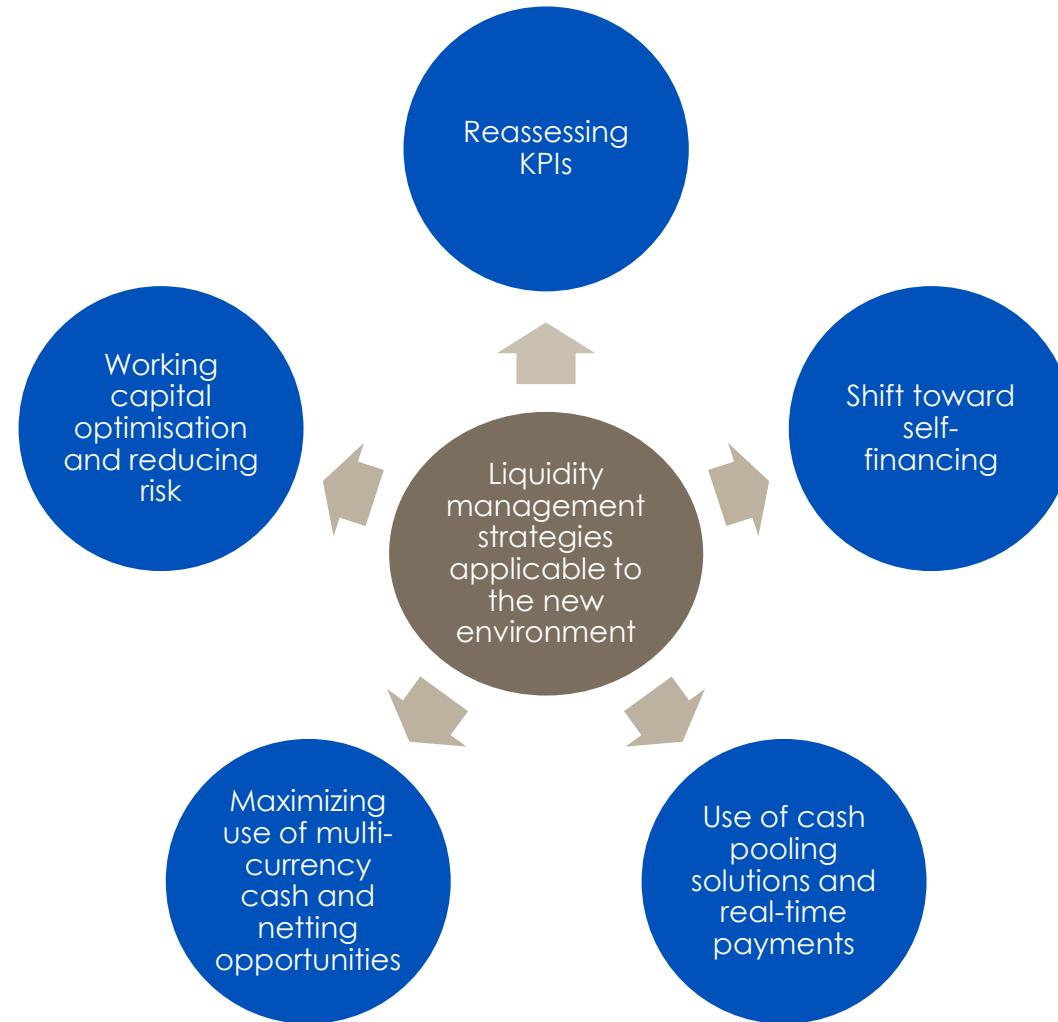 Reassessing
KPIs
Shift toward
self-
financing
Use of cash
pooling
solutions and
real-time
payments
Maximizing
use of multi-
currency
cash and
netting
opportunities
Working
capital
optimisation
and reducing
risk
Liquidity
management
strategies
applicable to
the new
environment